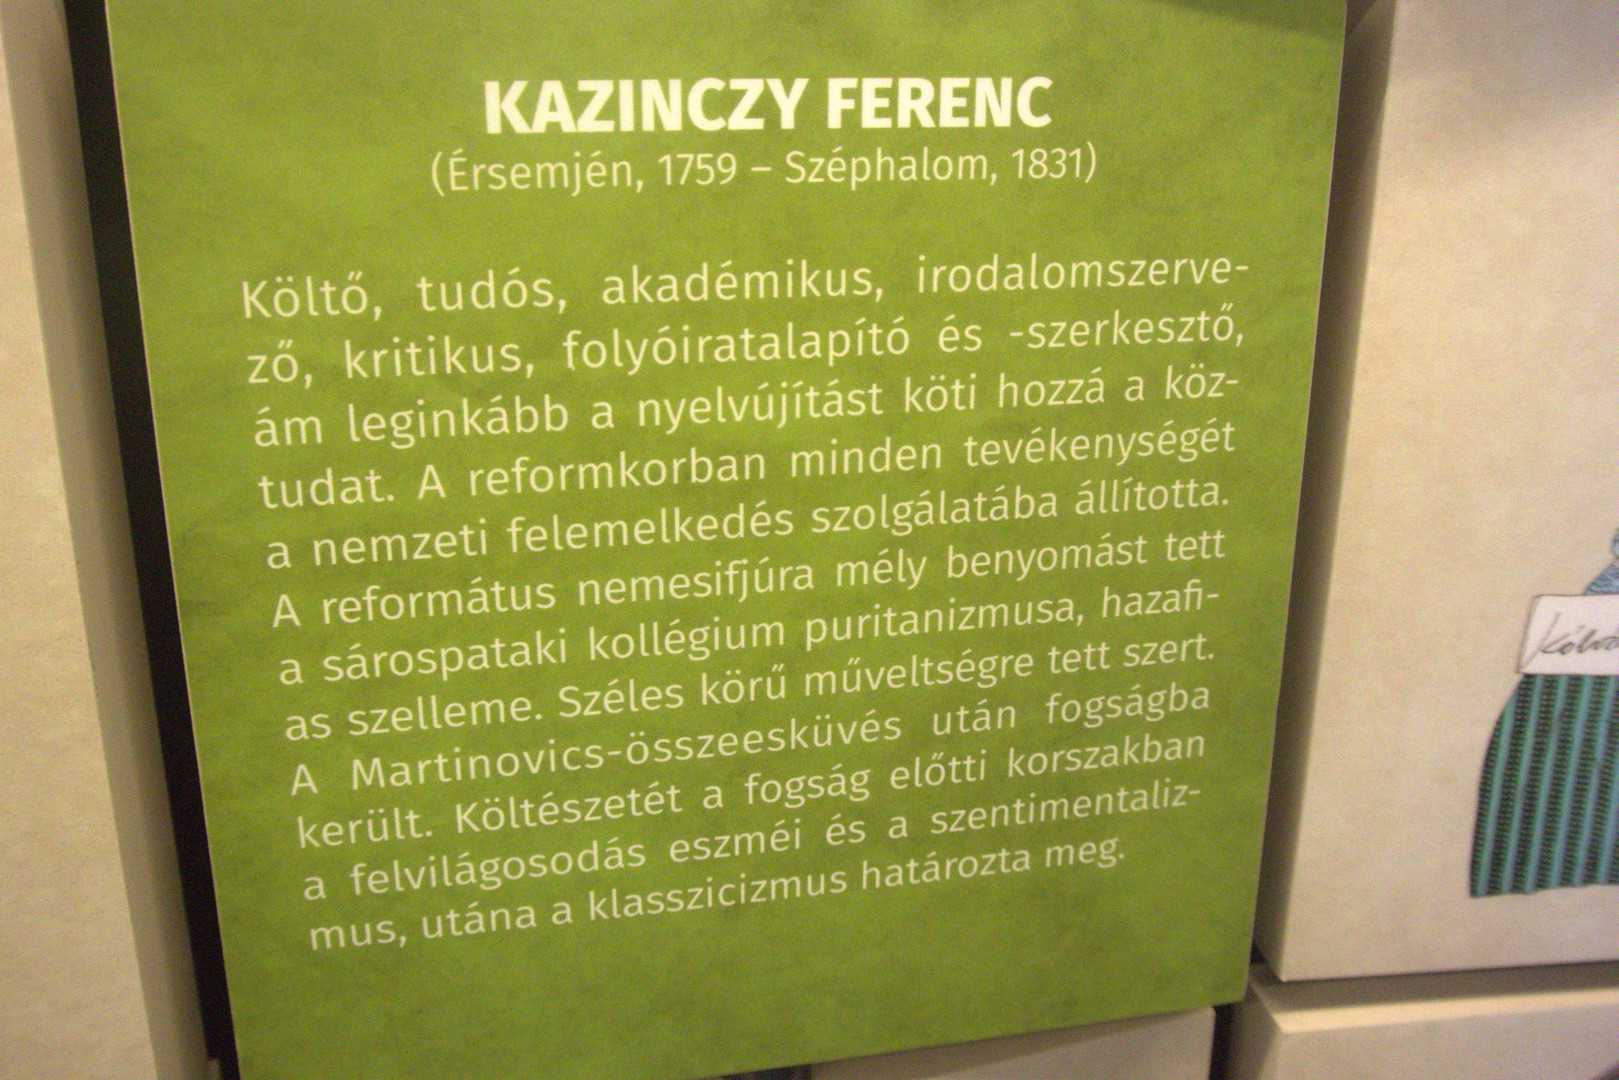 KAZINCZY FERENC
(Érsemjén, 1759 – Széphalom, 1831)
Költő, tudós, akadémikus, irodalomszerve-
ző, kritikus, folyóiratalapító és -szerkesztő,
ám leginkább a nyelvújítást köti hozzá a köz-
tudat. A reformkorban minden tevékenységét
a nemzeti felemelkedés szolgálatába állította.
A református nemesifjúra mély benyomást tett
a sárospataki kollégium puritanizmusa, hazafi-
as szelleme. Széles körű műveltségre tett szert.
A Martinovics-összeesküvés után fogságba
került. Költészetét a fogság előtti korszakban
a felvilágosodás eszméi és a szentimentaliz-
mus, utána a klasszicizmus határozta meg.